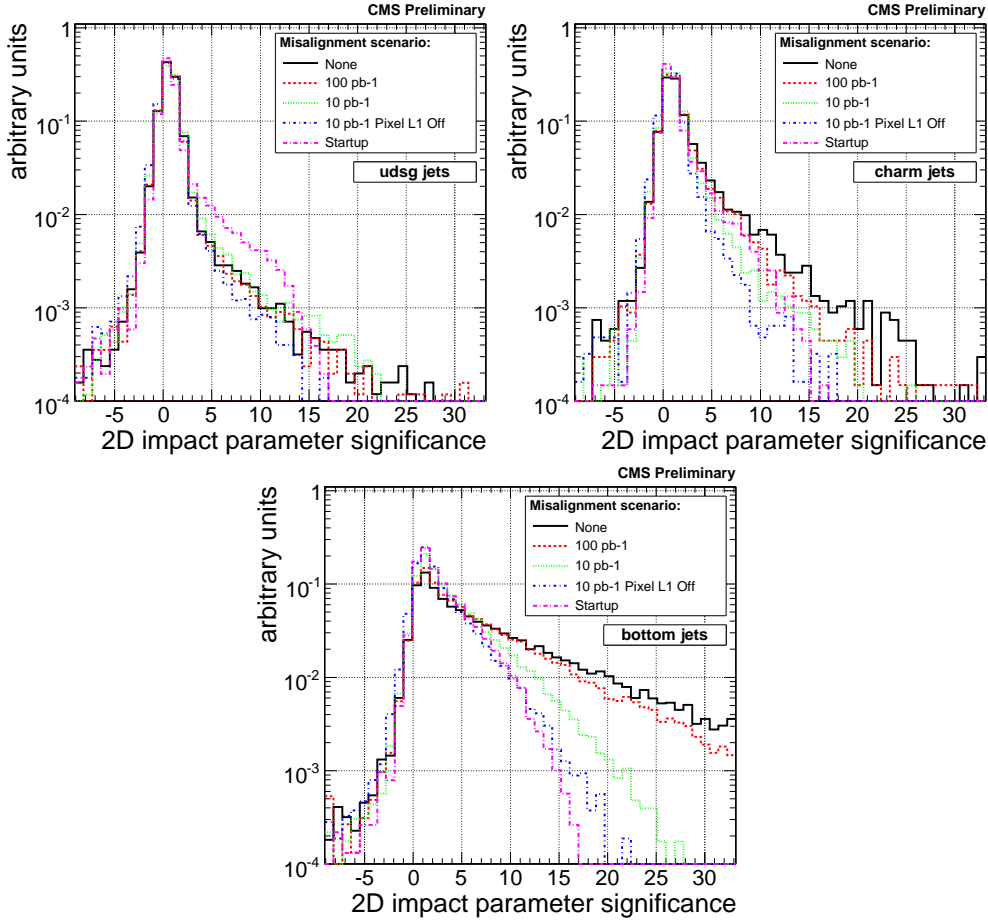 CMS Preliminary
arbitrary units
1
10-1
10-2
10-3
10-4
Misalignment scenario:
None
100 pb-1
10 pb-1
10 pb-1 Pixel L1 Off
Startup
udsg jets
-5 0 5 10 15 20 25 30
2D impact parameter significance
CMS Preliminary
arbitrary units
1
10-1
10-2
10-3
10-4
Misalignment scenario:
None
100 pb-1
10 pb-1
10 pb-1 Pixel L1 Off
Startup
charm jets
-5 0 5 10 15 20 25 30
2D impact parameter significance
CMS Preliminary
arbitrary units
1
10-1
10-2
10-3
10-4
Misalignment scenario:
None
100 pb-1
10 pb-1
10 pb-1 Pixel L1 Off
Startup
bottom jets
-5 0 5 10 15 20 25 30
2D impact parameter significance